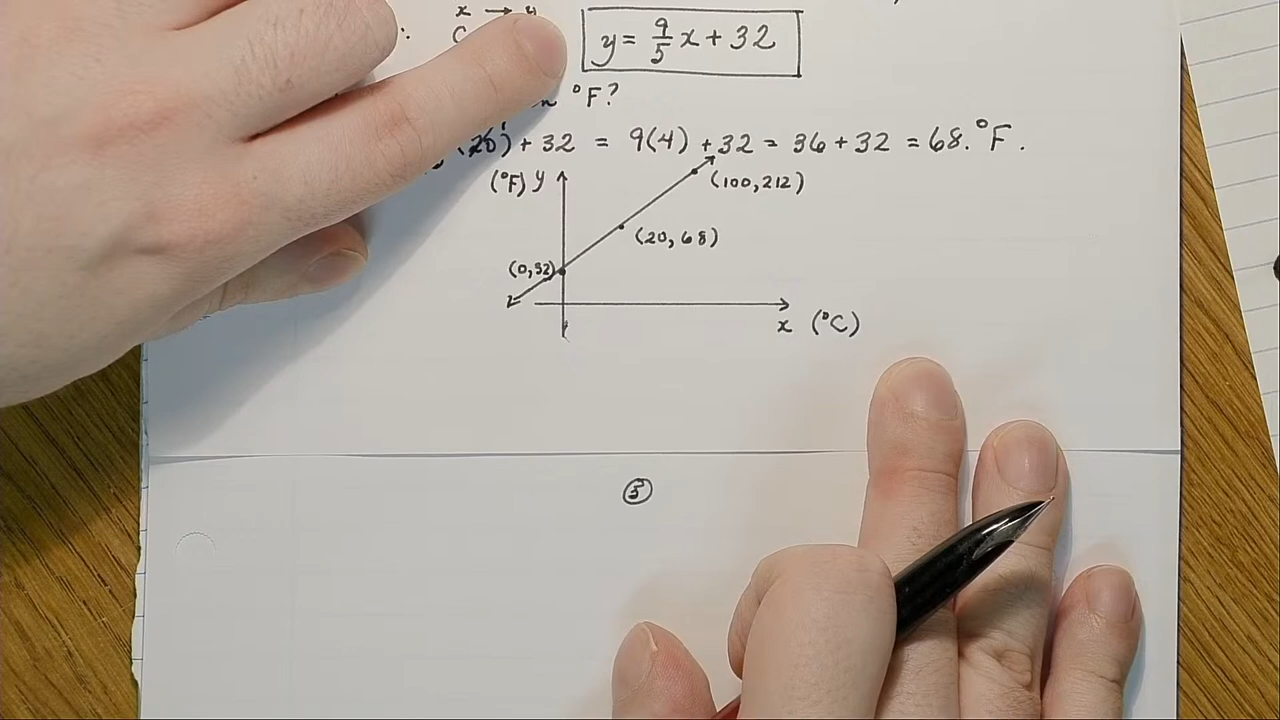 x → y
C
y = 9/5 x + 32
°F?
(20) + 32 = 9(4) + 32 = 36 + 32 = 68.°F.
(°F) y
(100, 212)
(20, 68)
(0, 32)
x (°C)
5